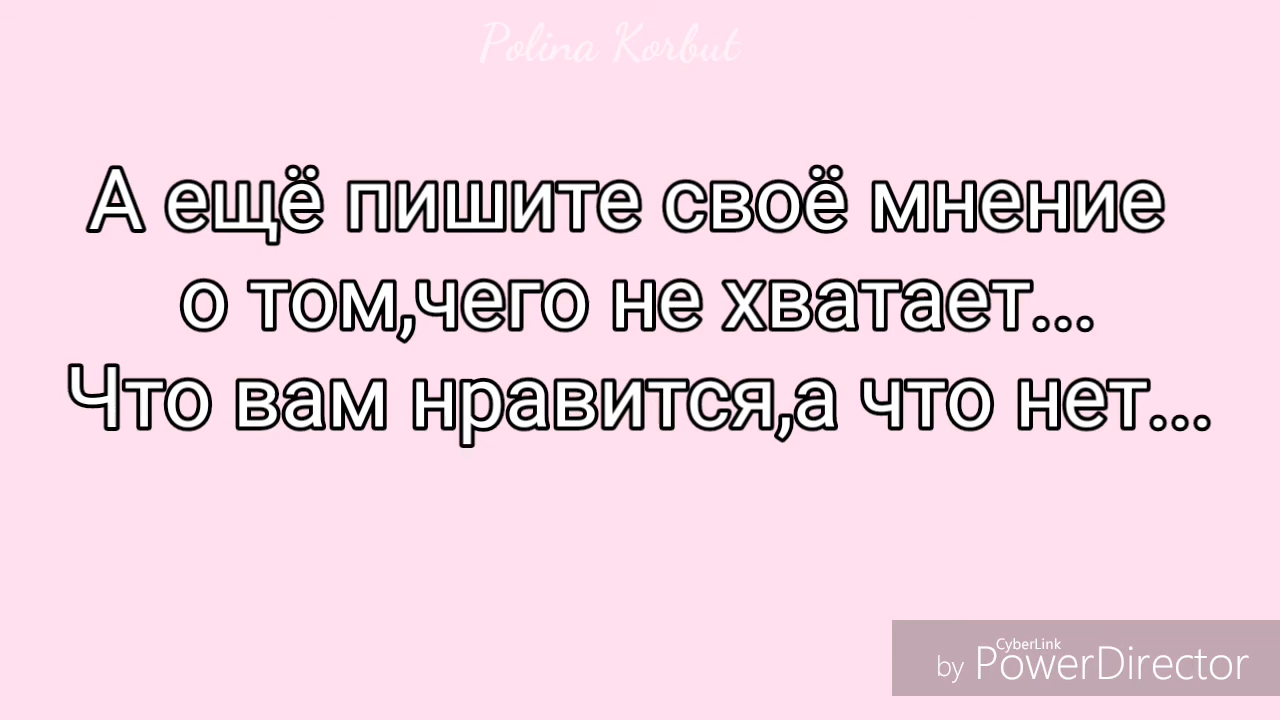 Polina Korbut
А ещё пишите своё мнение
о том,чего не хватает...
Что вам нравится,а что нет...
CyberLink
by PowerDirector